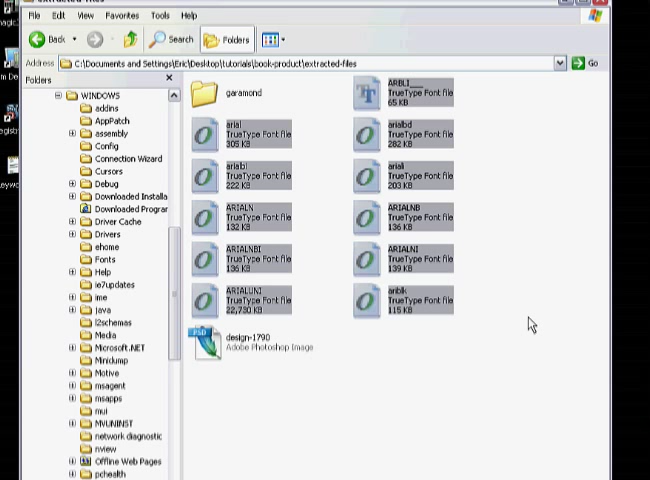 extracted-files
File Edit View Favorites Tools Help
Back Search Folders
Address C:\Documents and Settings\Eric\Desktop\tutorials\book-product\extracted-files Go
Folders
WINDOWS
addins
AppPatch
assembly
Config
Connection Wizard
Cursors
Debug
Downloaded Installa
Downloaded Program
Driver Cache
Drivers
ehome
Fonts
Help
ie7updates
ime
java
l2schemas
Media
Microsoft.NET
Minidump
Motive
msagent
msapps
mui
MVUNINST
network diagnostic
nview
Offline Web Pages
pchealth
garamond
ARBLI___
TrueType Font file
65 KB
arial
TrueType Font file
305 KB
arialbd
TrueType Font file
282 KB
arialbi
TrueType Font file
222 KB
ariali
TrueType Font file
203 KB
ARIALN
TrueType Font file
132 KB
ARIALNB
TrueType Font file
136 KB
ARIALNBI
TrueType Font file
136 KB
ARIALNI
TrueType Font file
139 KB
ARIALUNI
TrueType Font file
22,730 KB
ariblk
TrueType Font file
115 KB
PSD
design-1790
Adobe Photoshop Image